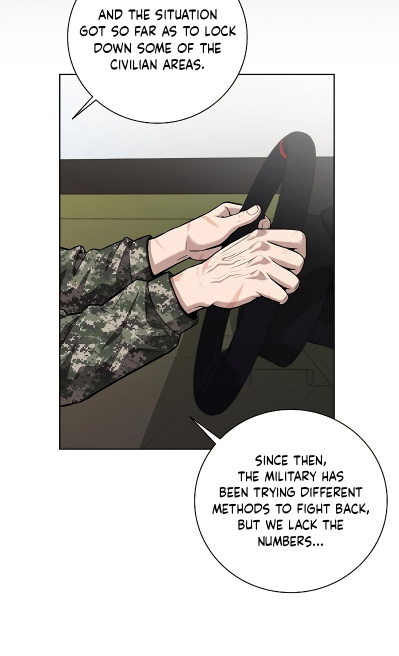 AND THE SITUATION
GOT SO FAR AS TO LOCK
DOWN SOME OF THE
CIVILIAN AREAS.
SINCE THEN,
THE MILITARY HAS
BEEN TRYING DIFFERENT
METHODS TO FIGHT BACK,
BUT WE LACK THE
NUMBERS...